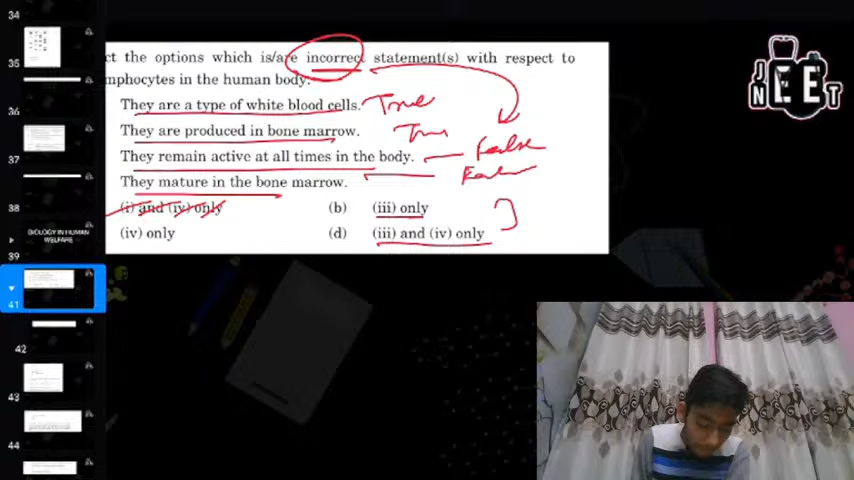 34
35
36
37
38
39
41
42
43
44
BIOLOGY IN HUMAN
WELFARE
ct the options which is/are incorrect statement(s) with respect to
mphocytes in the human body.
They are a type of white blood cells. True
They are produced in bone marrow.
They remain active at all times in the body. False
They mature in the bone marrow.
(i) and (iv) only (b) (iii) only
(iv) only (d) (iii) and (iv) only
J
NEET